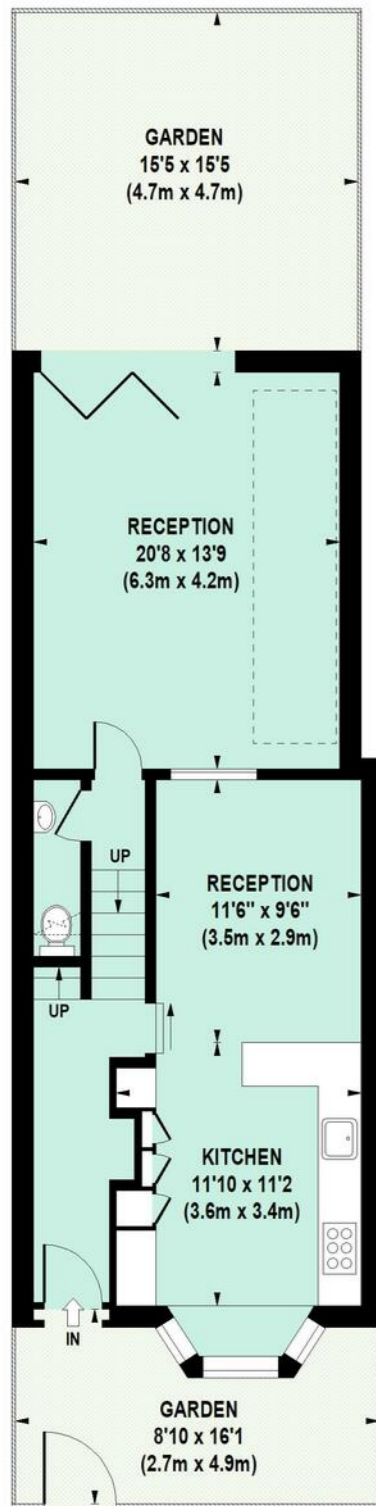 GARDEN
15'5 x 15'5
(4.7m x 4.7m)
RECEPTION
20'8 x 13'9
(6.3m x 4.2m)
UP
RECEPTION
11'6" x 9'6"
(3.5m x 2.9m)
UP
KITCHEN
11'10 x 11'2
(3.6m x 3.4m)
IN
GARDEN
8'10 x 16'1
(2.7m x 4.9m)